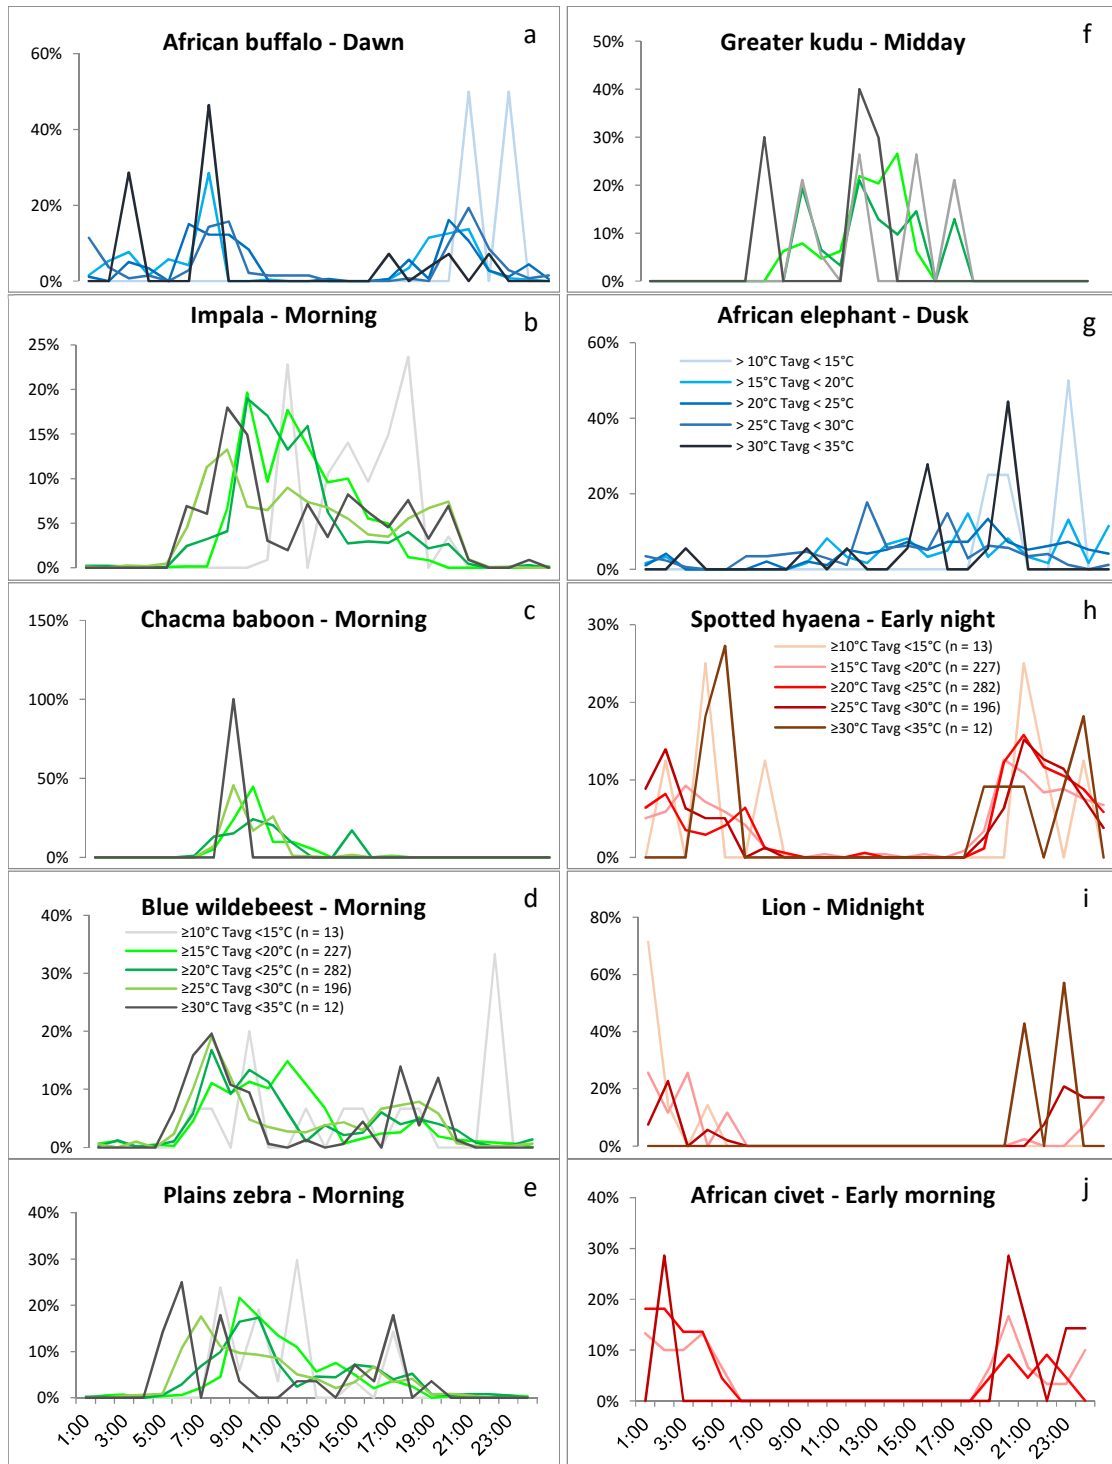 African buffalo - Dawn
a
60%
40%
20%
0%
Impala - Morning
b
25%
20%
15%
10%
5%
0%
Chacma baboon - Morning
c
150%
100%
50%
0%
Blue wildebeest - Morning
d
40%
30%
20%
10%
0%
≥10°C Tavg <15°C (n = 13)
≥15°C Tavg <20°C (n = 227)
≥20°C Tavg <25°C (n = 282)
≥25°C Tavg <30°C (n = 196)
≥30°C Tavg <35°C (n = 12)
Plains zebra - Morning
e
40%
30%
20%
10%
0%
1:00 3:00 5:00 7:00 9:00 11:00 13:00 15:00 17:00 19:00 21:00 23:00
Greater kudu - Midday
f
50%
40%
30%
20%
10%
0%
African elephant - Dusk
g
60%
40%
20%
0%
> 10°C Tavg < 15°C
> 15°C Tavg < 20°C
> 20°C Tavg < 25°C
> 25°C Tavg < 30°C
> 30°C Tavg < 35°C
Spotted hyaena - Early night
h
30%
20%
10%
0%
≥10°C Tavg <15°C (n = 13)
≥15°C Tavg <20°C (n = 227)
≥20°C Tavg <25°C (n = 282)
≥25°C Tavg <30°C (n = 196)
≥30°C Tavg <35°C (n = 12)
Lion - Midnight
i
80%
60%
40%
20%
0%
African civet - Early morning
j
40%
30%
20%
10%
0%
1:00 3:00 5:00 7:00 9:00 11:00 13:00 15:00 17:00 19:00 21:00 23:00